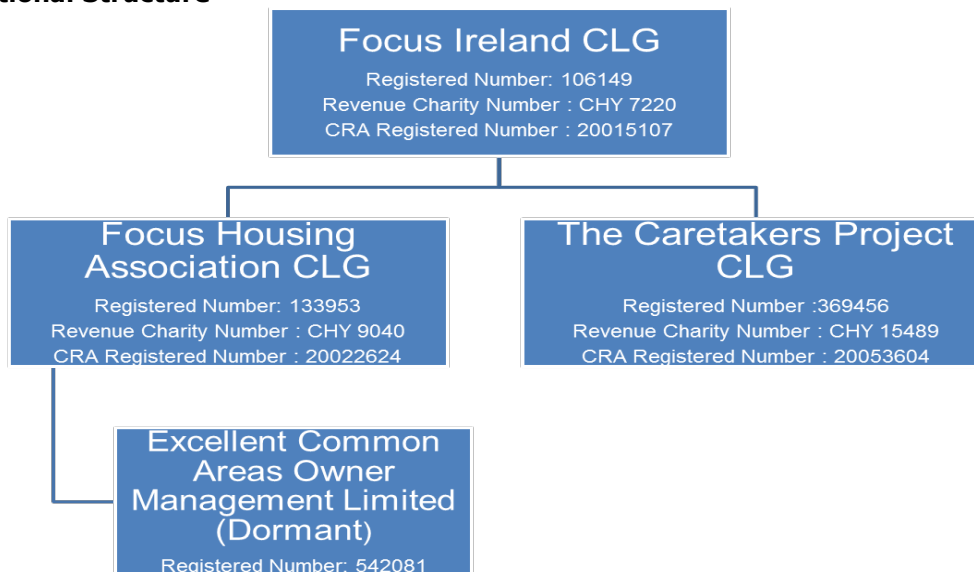 Focus Ireland CLG
Registered Number: 106149
Revenue Charity Number : CHY 7220
CRA Registered Number : 20015107
Focus Housing
Association CLG
Registered Number: 133953
Revenue Charity Number : CHY 9040
CRA Registered Number : 20022624
The Caretakers Project
CLG
Registered Number :369456
Revenue Charity Number : CHY 15489
CRA Registered Number : 20053604
Excellent Common
Areas Owner
Management Limited
(Dormant)
Registered Number: 542081